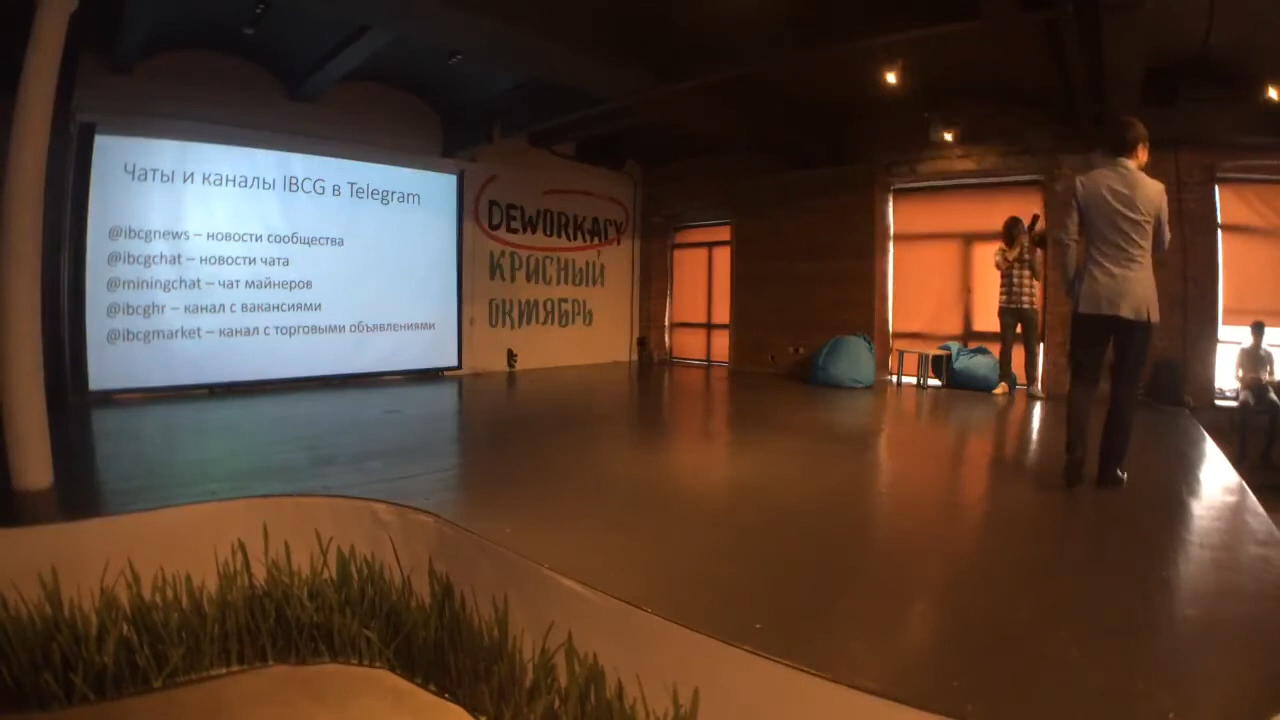 Чаты и каналы IBCG в Telegram
@ibcgnews – новости сообщества
@ibcgchat – новости чата
@miningchat – чат майнеров
@ibcghr – канал с вакансиями
@ibcgmarket – канал с торговыми объявлениями
DEWORKACY
КРАСНЫЙ
ОКТЯБРЬ